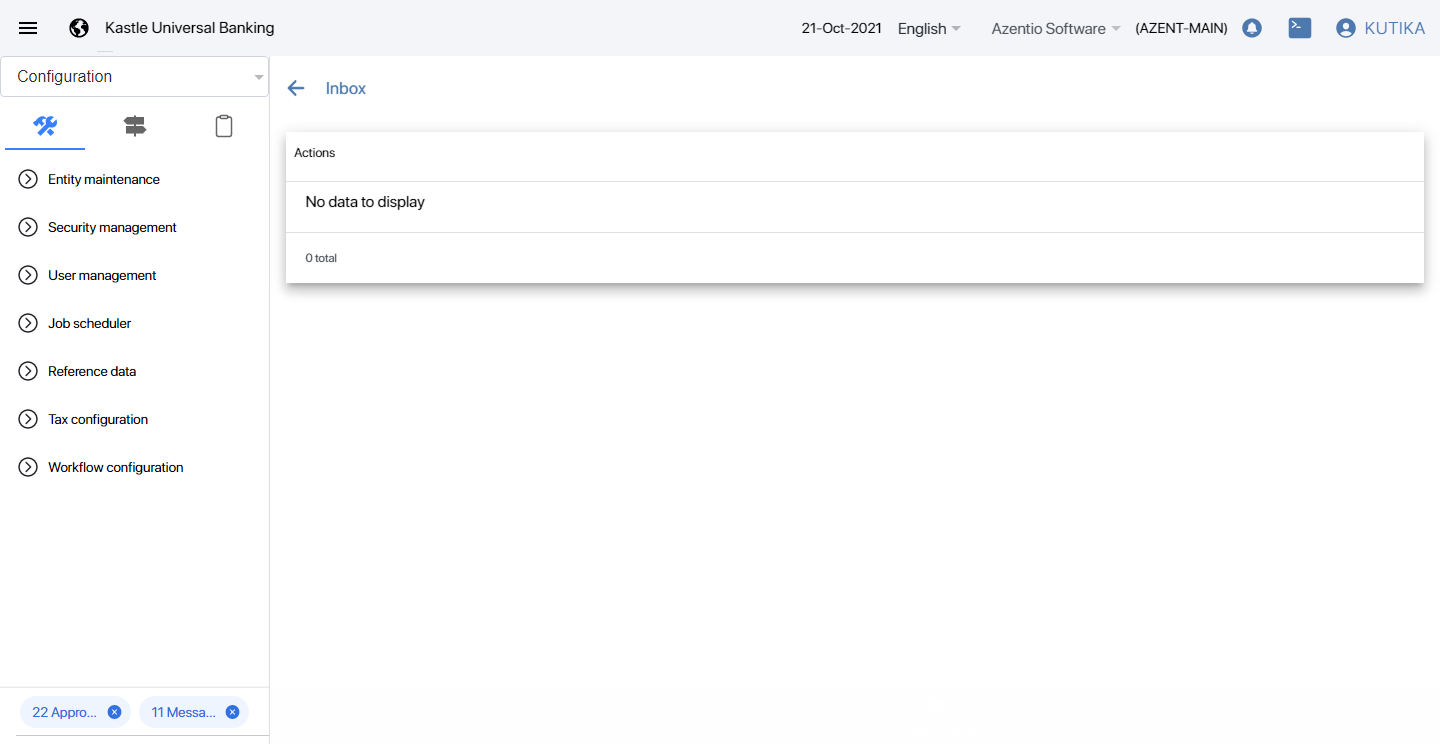 Kastle Universal Banking
21-Oct-2021 English Azentio Software (AZENT-MAIN) KUTIKA
Configuration
Inbox
Actions
No data to display
0 total
Entity maintenance
Security management
User management
Job scheduler
Reference data
Tax configuration
Workflow configuration
22 Appro...
11 Messa...